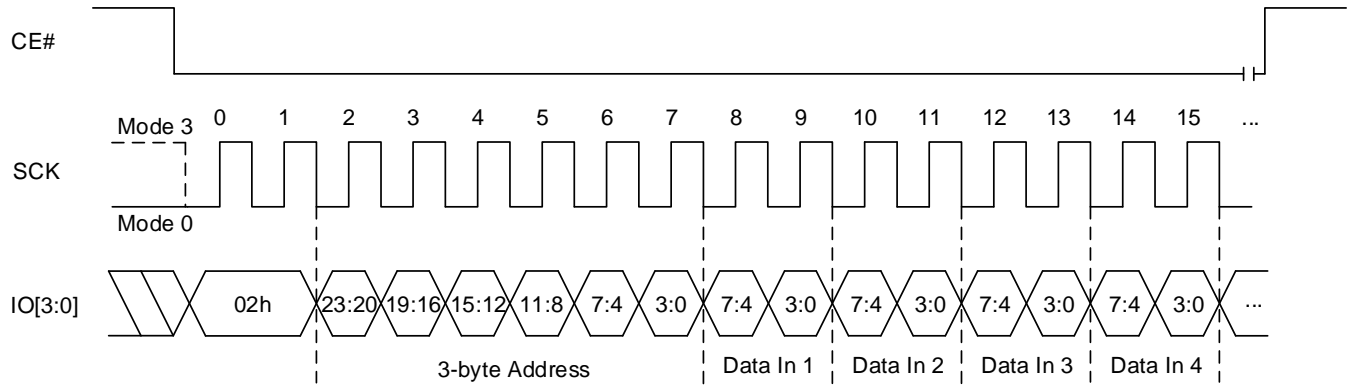 CE#
Mode 3 0 1 2 3 4 5 6 7 8 9 10 11 12 13 14 15 ...
SCK
Mode 0
IO[3:0] 02h 23:20 19:16 15:12 11:8 7:4 3:0 7:4 3:0 7:4 3:0 7:4 3:0 7:4 3:0 ...
3-byte Address Data In 1 Data In 2 Data In 3 Data In 4